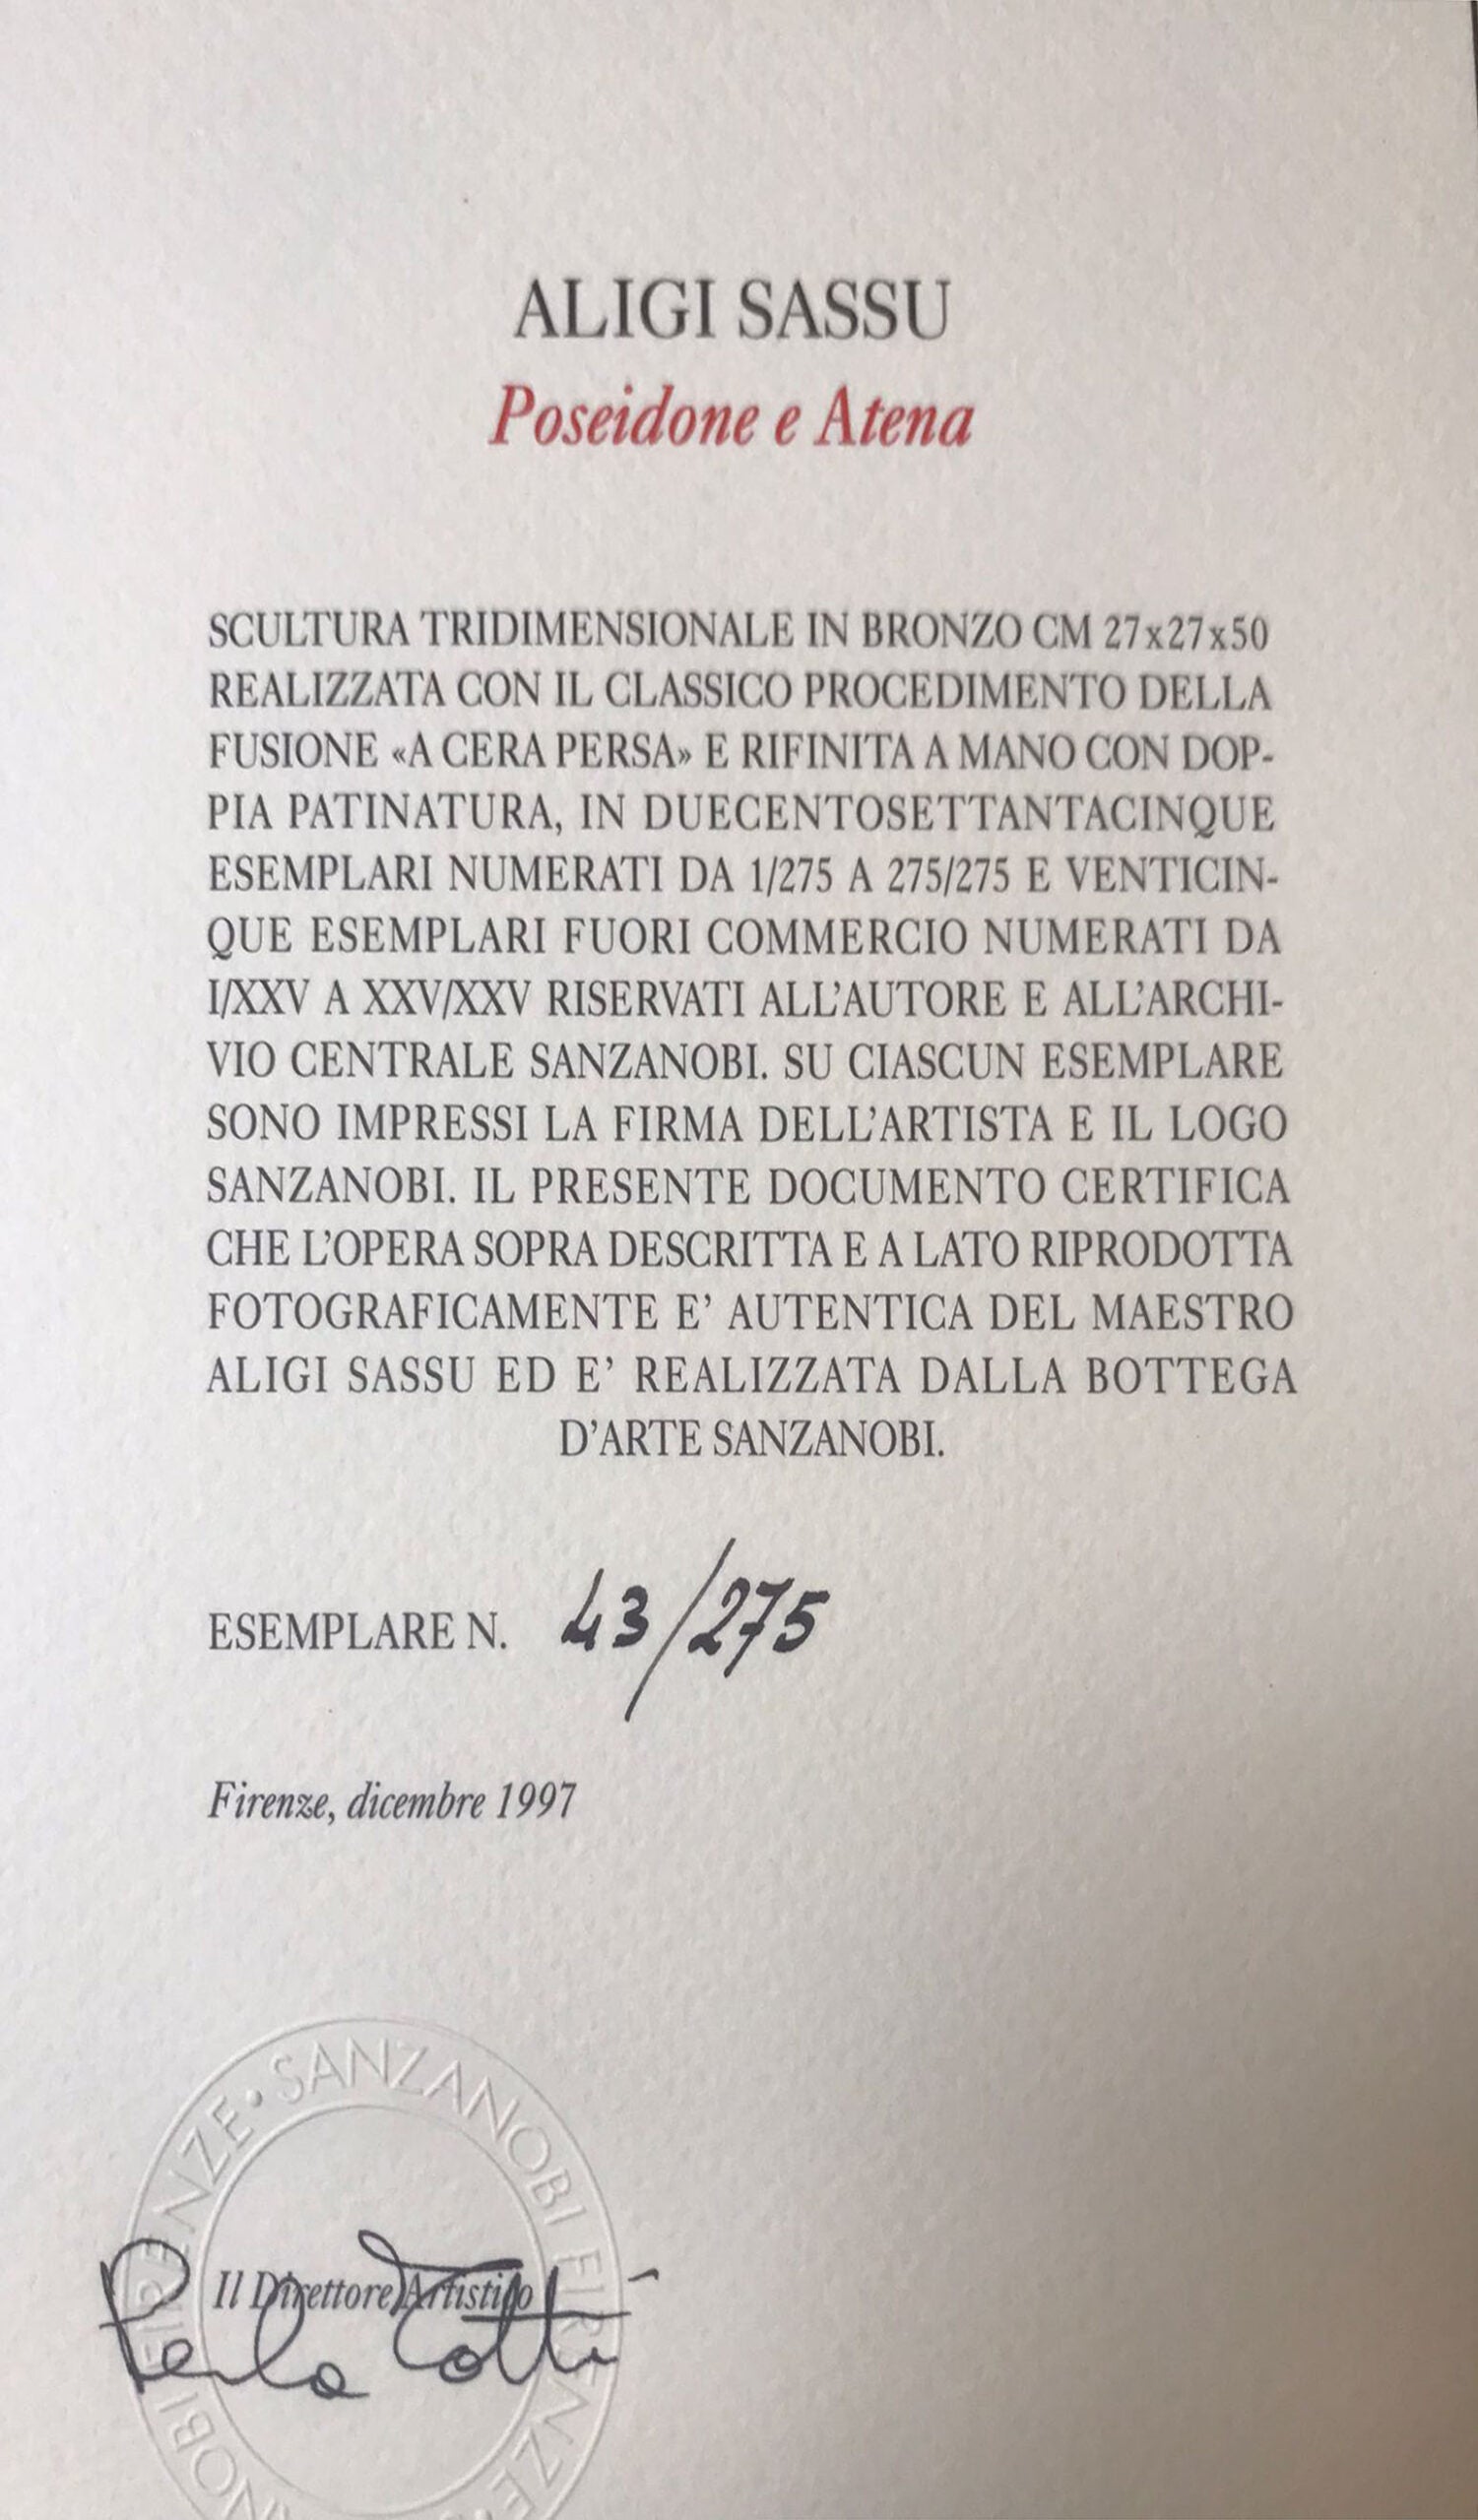 ALIGI SASSU
Poseidone e Atena
SCULTURA TRIDIMENSIONALE IN BRONZO CM 27x27x50
REALIZZATA CON IL CLASSICO PROCEDIMENTO DELLA
FUSIONE «A CERA PERSA» E RIFINITA A MANO CON DOP-
PIA PATINATURA, IN DUECENTOSETTANTACINQUE
ESEMPLARI NUMERATI DA 1/275 A 275/275 E VENTICIN-
QUE ESEMPLARI FUORI COMMERCIO NUMERATI DA
I/XXV A XXV/XXV RISERVATI ALL'AUTORE E ALL'ARCHI-
VIO CENTRALE SANZANOBI. SU CIASCUN ESEMPLARE
SONO IMPRESSI LA FIRMA DELL'ARTISTA E IL LOGO
SANZANOBI. IL PRESENTE DOCUMENTO CERTIFICA
CHE L'OPERA SOPRA DESCRITTA E A LATO RIPRODOTTA
FOTOGRAFICAMENTE E' AUTENTICA DEL MAESTRO
ALIGI SASSU ED E' REALIZZATA DALLA BOTTEGA
D'ARTE SANZANOBI.
ESEMPLARE N. 43/275
Firenze, dicembre 1997
SANZANOBI FIRENZE
Il Direttore Artistico